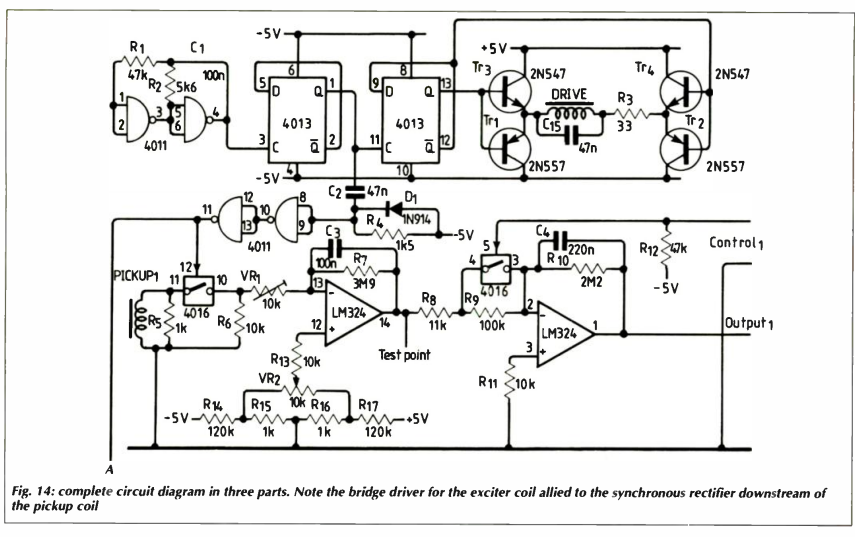 -5V
+5V
R1
47k
C1
100n
R2
5k6
1
2
3
5
6
4
4011
6
5
D
Q
1
4013
3
C
Q̅
2
4
-5V
8
9
D
Q
13
4013
11
C
Q̅
12
10
Tr3
2N547
Tr4
2N547
DRIVE
C15
47n
R3
33
Tr1
2N557
Tr2
2N557
C2
47n
D1
1N914
R4
1k5
-5V
11
12
13
10
8
9
4011
PICKUP1
12
11
10
4016
R5
1k
R6
10k
VR1
10k
C3
100n
R7
3M9
13
12
14
LM324
Test point
R13
10k
VR2
10k
-5V
R14
120k
R15
1k
R16
1k
R17
120k
+5V
R8
11k
5
4
3
4016
R9
100k
C4
220n
R10
2M2
2
3
1
LM324
R11
10k
R12
47k
-5V
Control1
Output1
A
Fig. 14: complete circuit diagram in three parts. Note the bridge driver for the exciter coil allied to the synchronous rectifier downstream of
the pickup coil